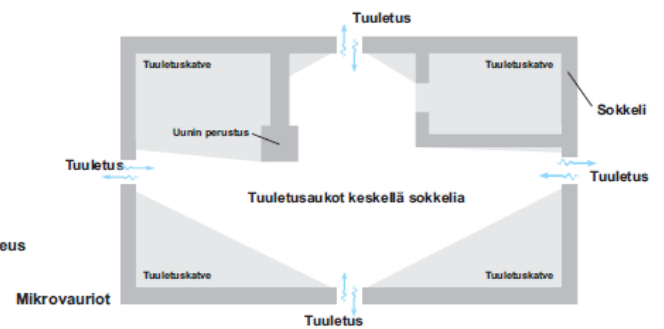 Tuuletus
Tuuletuskatve
Tuuletuskatve
Sokkeli
Uunin perustus
Tuuletus
Tuuletus
Tuuletusaukot keskellä sokkelia
eus
Tuuletuskatve
Tuuletuskatve
Mikrovauriot
Tuuletus